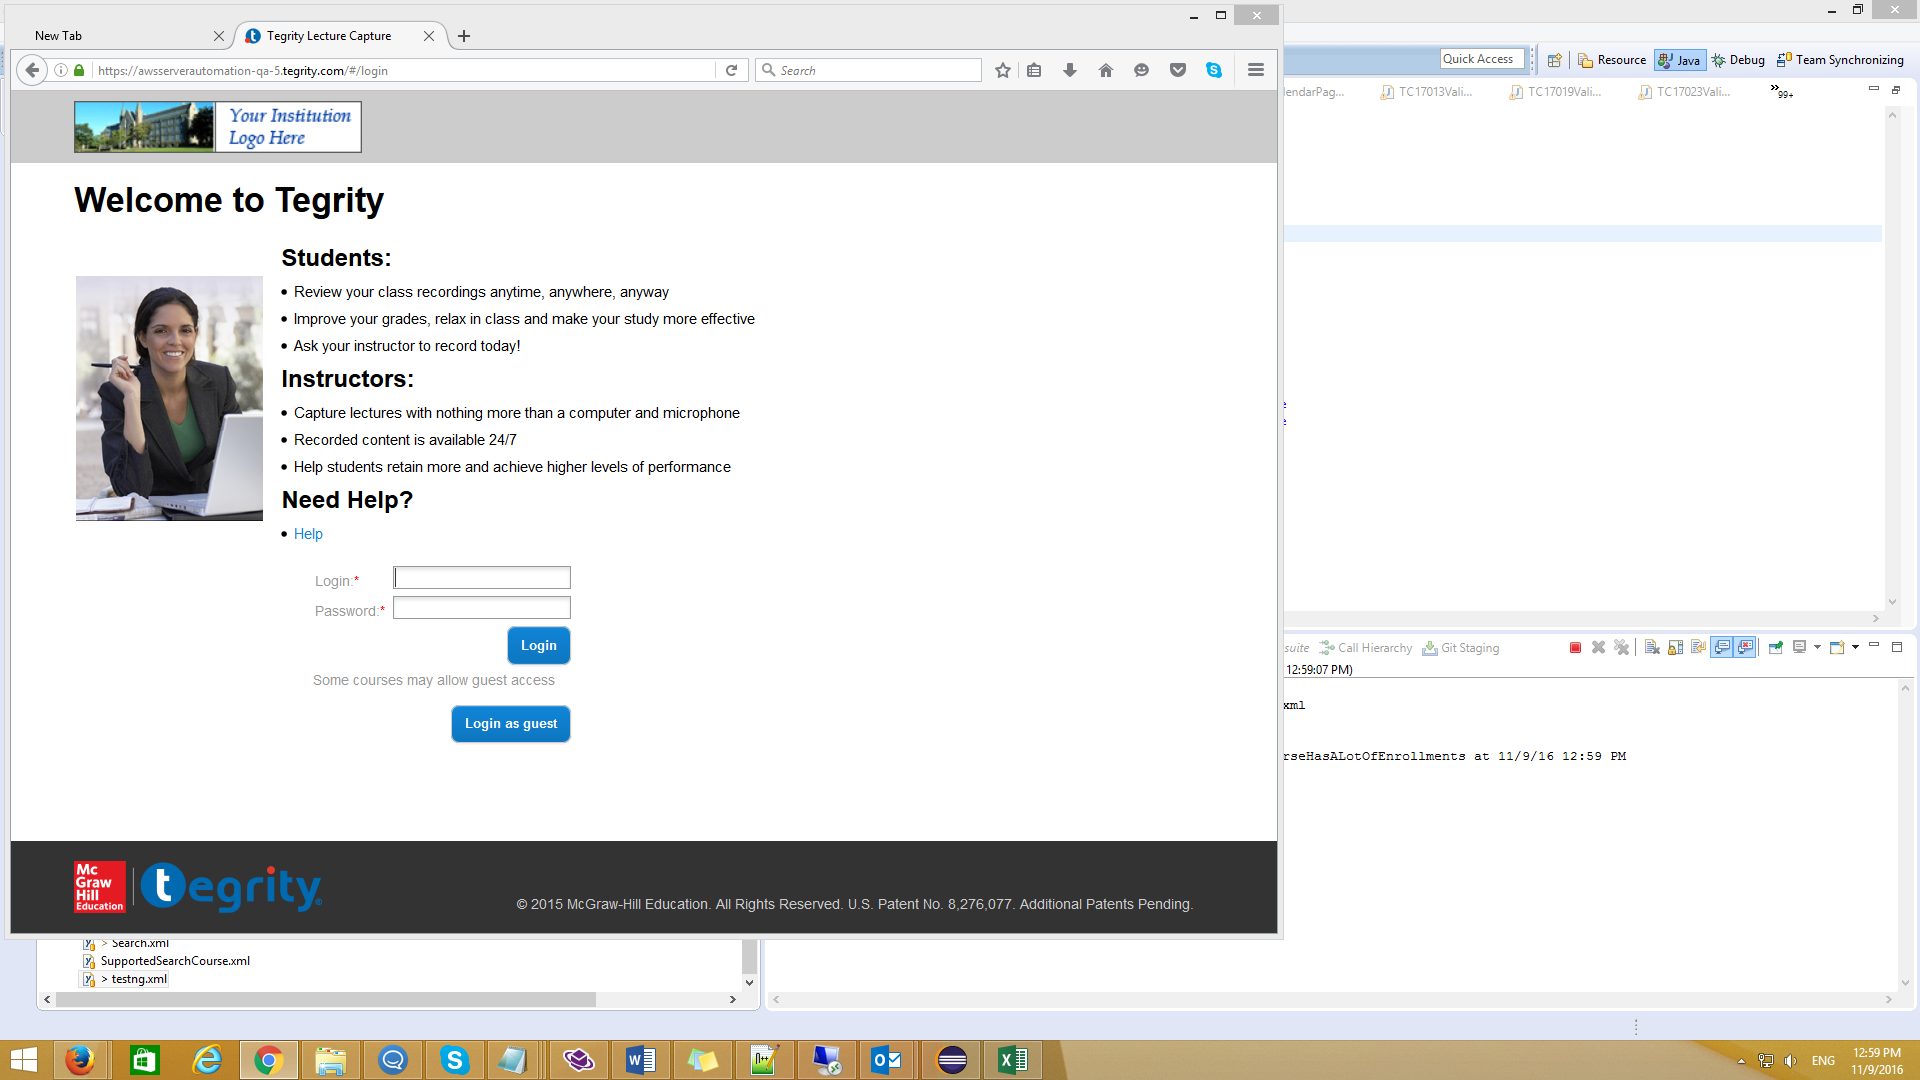 New Tab
Tegrity Lecture Capture
https://awsserverautomation-qa-5.tegrity.com/#/login
Search
Your Institution
Logo Here
Welcome to Tegrity
Students:
• Review your class recordings anytime, anywhere, anyway
• Improve your grades, relax in class and make your study more effective
• Ask your instructor to record today!
Instructors:
• Capture lectures with nothing more than a computer and microphone
• Recorded content is available 24/7
• Help students retain more and achieve higher levels of performance
Need Help?
• Help
Login:*
Password:*
Login
Some courses may allow guest access
Login as guest
Mc
Graw
Hill
Education
tegrity
© 2015 McGraw-Hill Education. All Rights Reserved. U.S. Patent No. 8,276,077. Additional Patents Pending.
Quick Access
Resource
Java
Debug
Team Synchronizing
lendarPag...
TC17013Vali...
TC17019Vali...
TC17023Vali...
»99+
suite
Call Hierarchy
Git Staging
12:59:07 PM)
xml
rseHasALotOfEnrollments at 11/9/16 12:59 PM
> Search.xml
SupportedSearchCourse.xml
> testng.xml
ENG
12:59 PM
11/9/2016